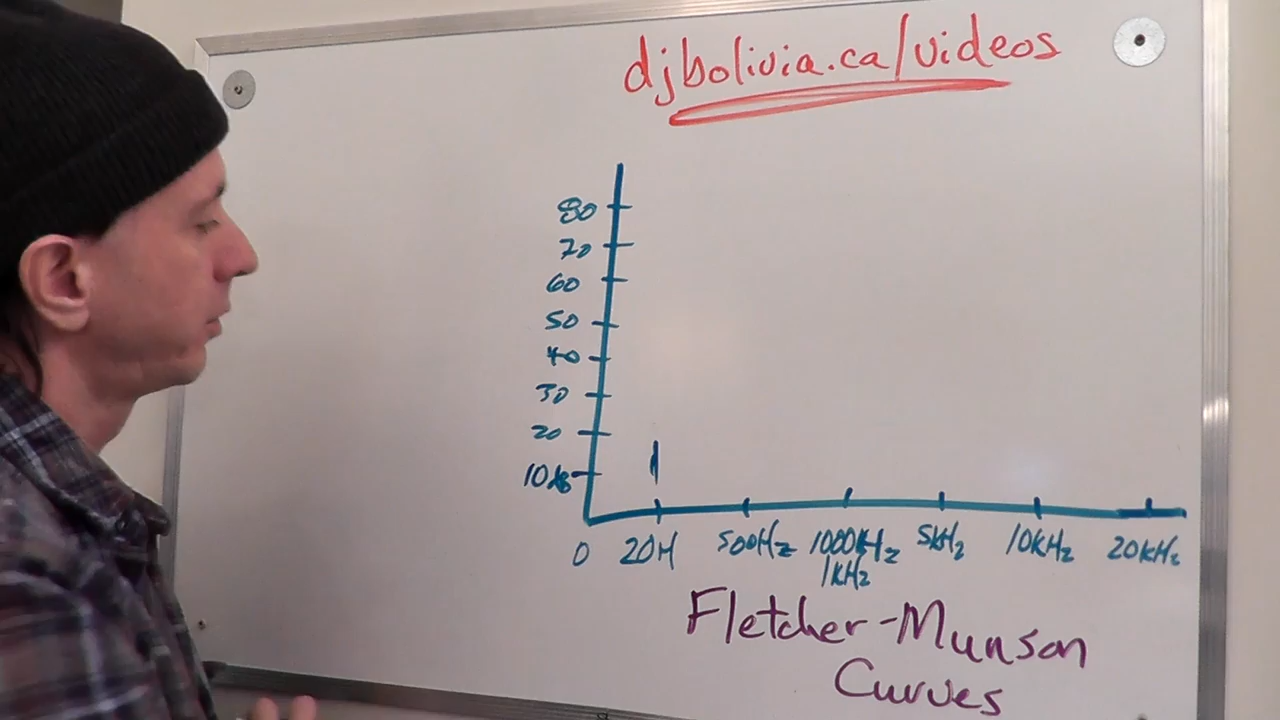 djbolivia.ca/videos
80
70
60
50
40
30
20
10db
0 20H 500Hz 1000Hz 5kHz 10kHz 20kHz
1kHz
Fletcher-Munson
Curves